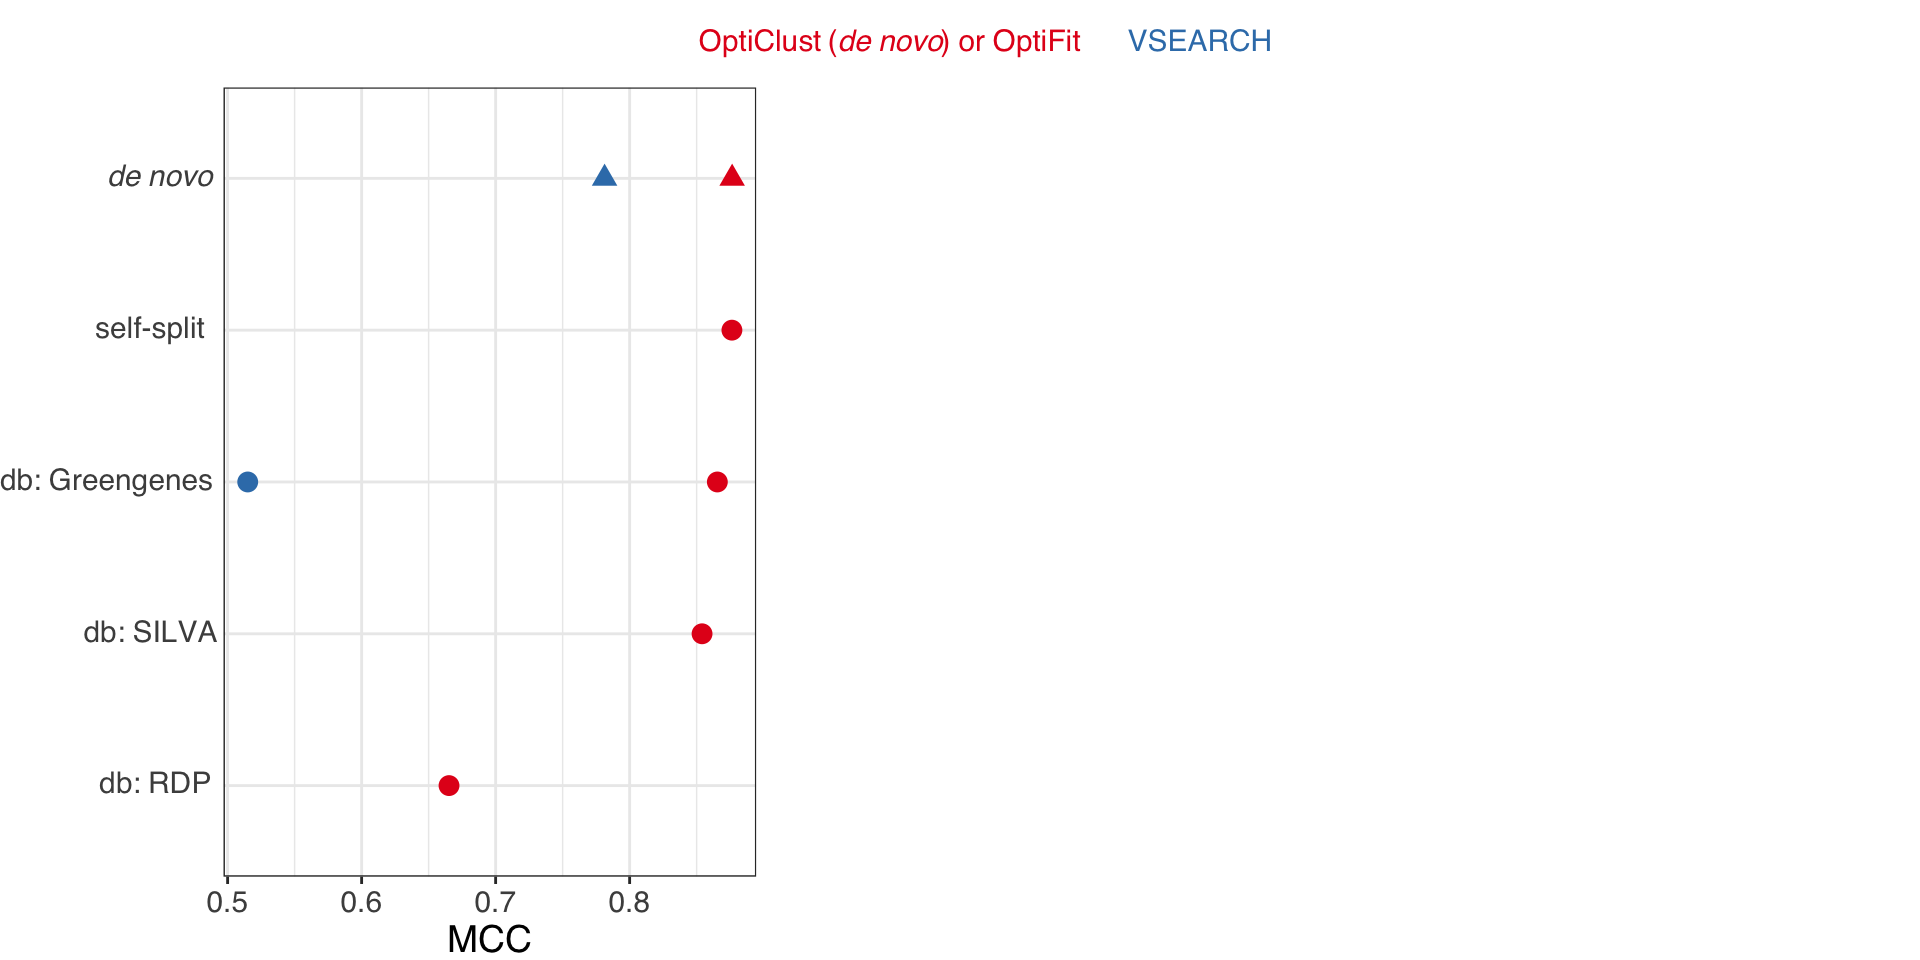 OptiClust (de novo) or OptiFit VSEARCH
de novo
self-split
db: Greengenes
db: SILVA
db: RDP
0.5 0.6 0.7 0.8
MCC